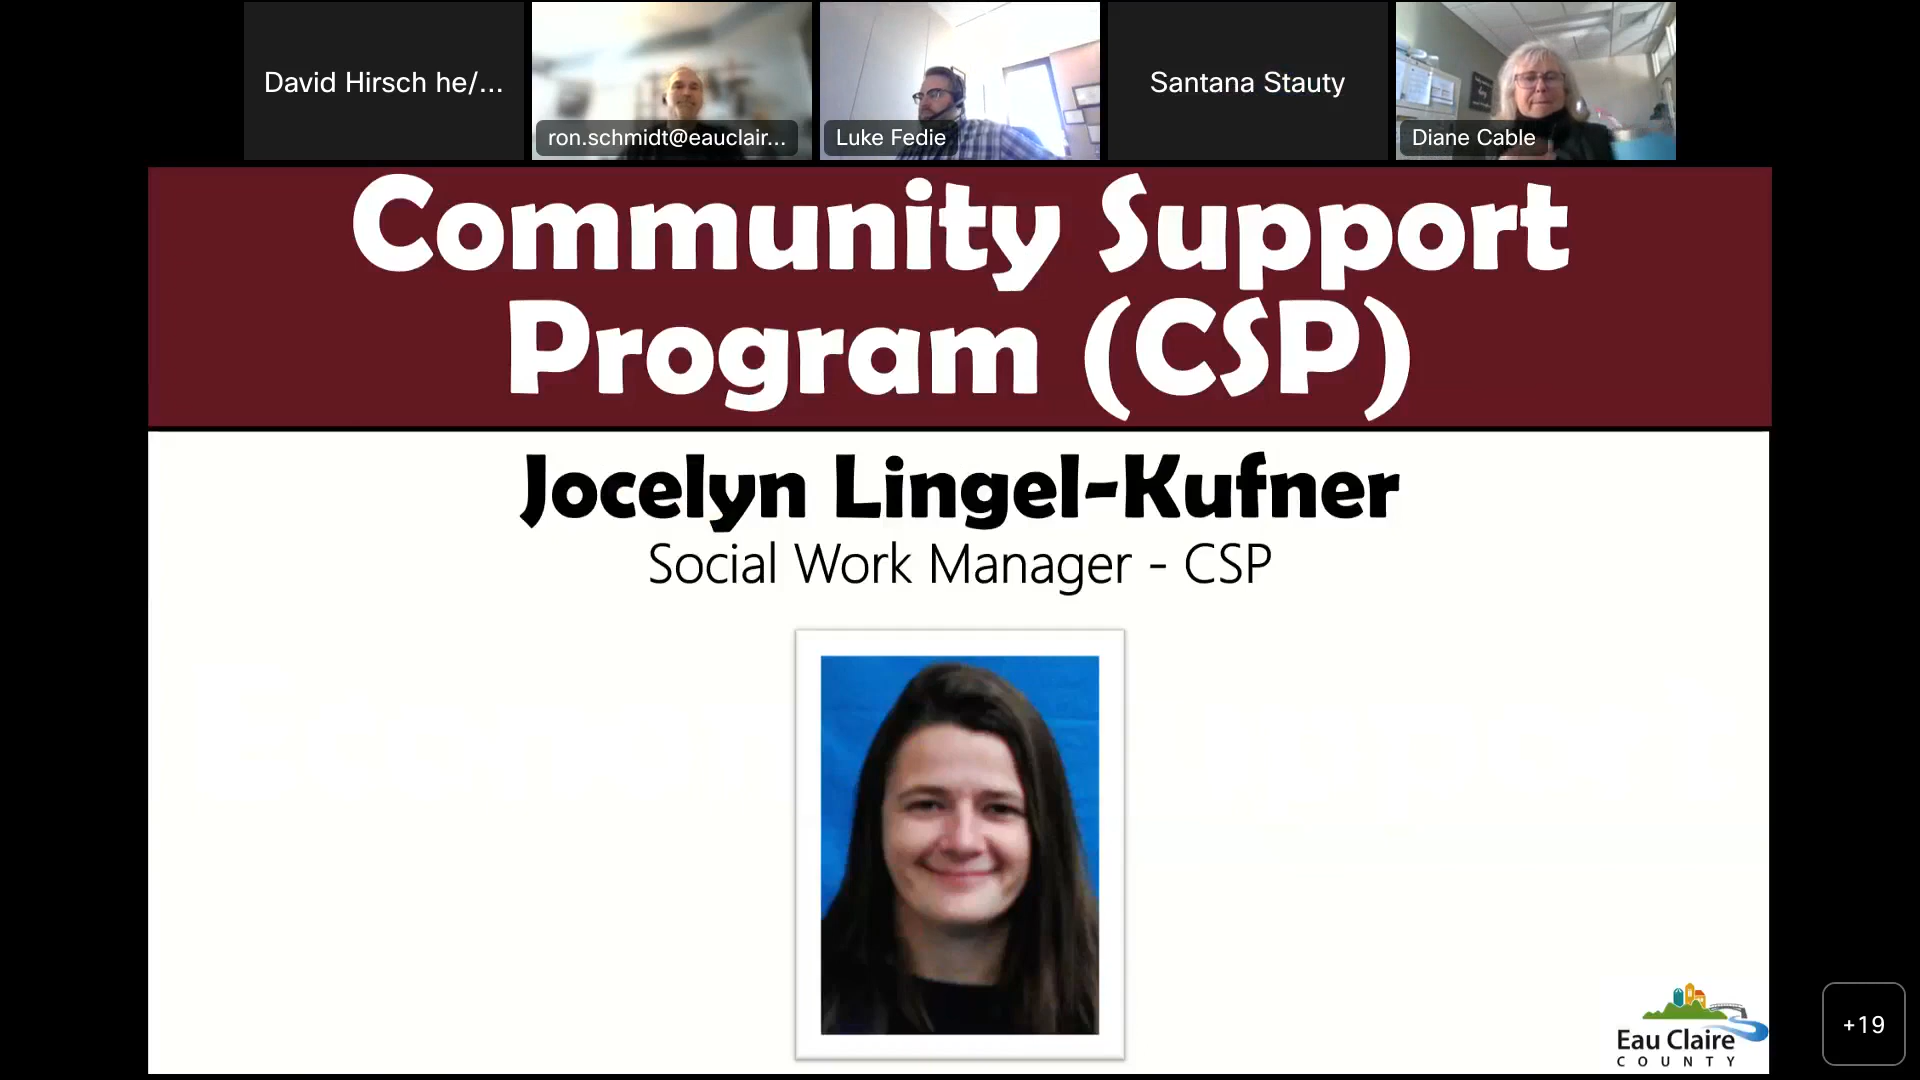 David Hirsch he/...
ron.schmidt@eauclair...
Luke Fedie
Santana Stauty
Diane Cable
Community Support
Program (CSP)
Jocelyn Lingel-Kufner
Social Work Manager - CSP
Eau Claire
COUNTY
+19